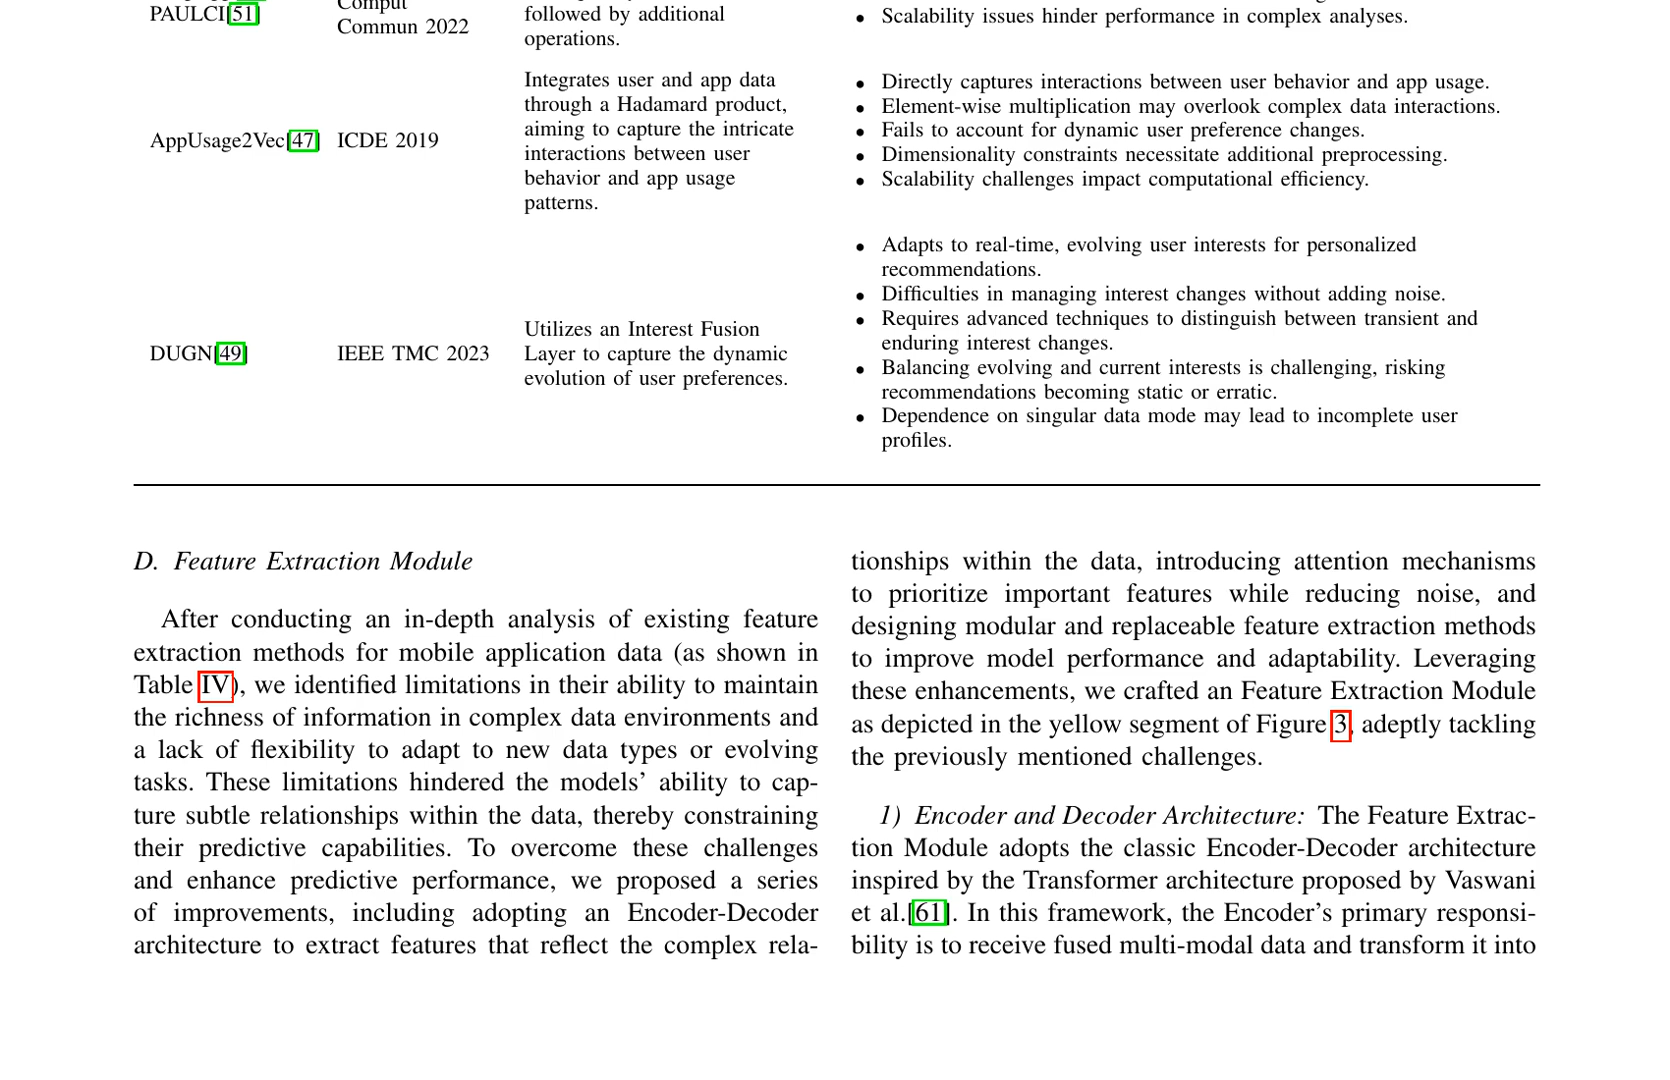 Comput
PAULCI[51]
Commun 2022
followed by additional
operations.
• Scalability issues hinder performance in complex analyses.
AppUsage2Vec[47] ICDE 2019
Integrates user and app data
through a Hadamard product,
aiming to capture the intricate
interactions between user
behavior and app usage
patterns.
• Directly captures interactions between user behavior and app usage.
• Element-wise multiplication may overlook complex data interactions.
• Fails to account for dynamic user preference changes.
• Dimensionality constraints necessitate additional preprocessing.
• Scalability challenges impact computational efficiency.
DUGN[49] IEEE TMC 2023
Utilizes an Interest Fusion
Layer to capture the dynamic
evolution of user preferences.
• Adapts to real-time, evolving user interests for personalized
recommendations.
• Difficulties in managing interest changes without adding noise.
• Requires advanced techniques to distinguish between transient and
enduring interest changes.
• Balancing evolving and current interests is challenging, risking
recommendations becoming static or erratic.
• Dependence on singular data mode may lead to incomplete user
profiles.
D. Feature Extraction Module
After conducting an in-depth analysis of existing feature
extraction methods for mobile application data (as shown in
Table IV), we identified limitations in their ability to maintain
the richness of information in complex data environments and
a lack of flexibility to adapt to new data types or evolving
tasks. These limitations hindered the models' ability to cap-
ture subtle relationships within the data, thereby constraining
their predictive capabilities. To overcome these challenges
and enhance predictive performance, we proposed a series
of improvements, including adopting an Encoder-Decoder
architecture to extract features that reflect the complex rela-
tionships within the data, introducing attention mechanisms
to prioritize important features while reducing noise, and
designing modular and replaceable feature extraction methods
to improve model performance and adaptability. Leveraging
these enhancements, we crafted an Feature Extraction Module
as depicted in the yellow segment of Figure 3, adeptly tackling
the previously mentioned challenges.
1) Encoder and Decoder Architecture: The Feature Extrac-
tion Module adopts the classic Encoder-Decoder architecture
inspired by the Transformer architecture proposed by Vaswani
et al.[61]. In this framework, the Encoder's primary responsi-
bility is to receive fused multi-modal data and transform it into